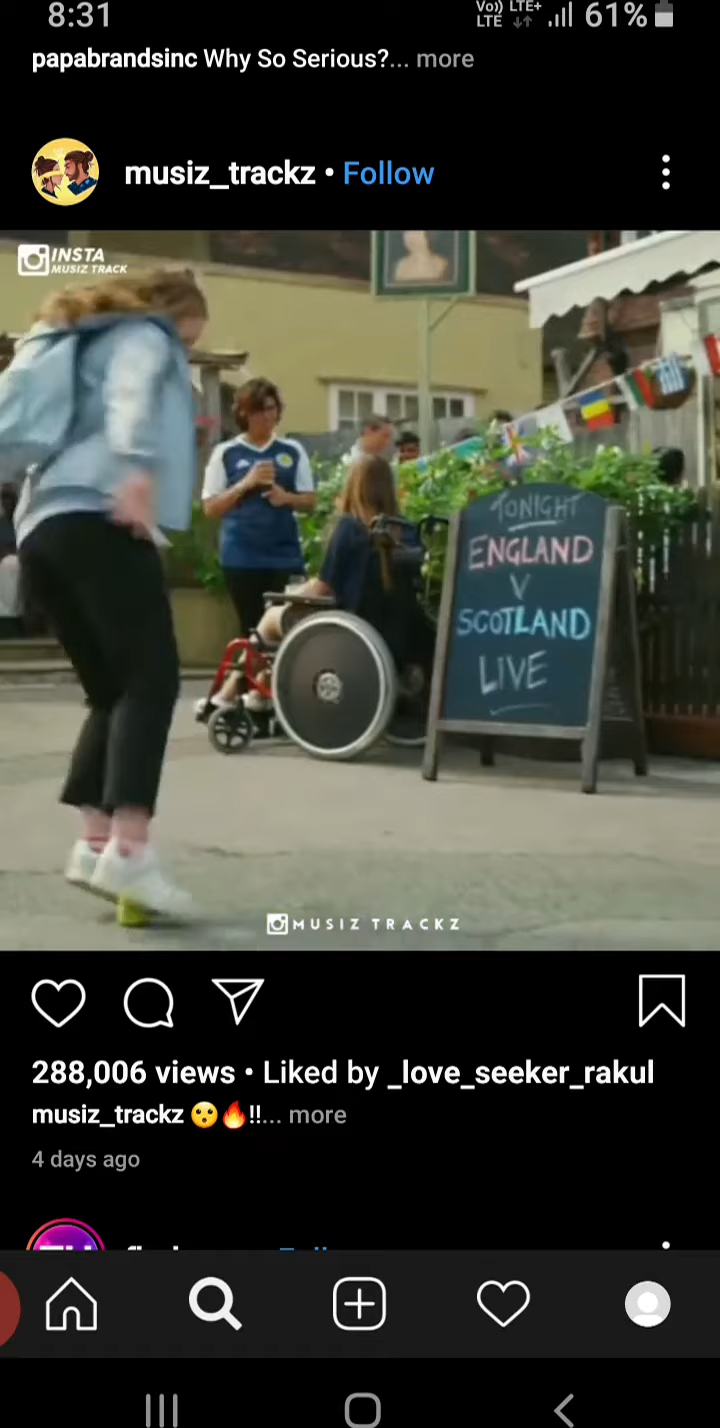 8:31
Vo)) LTE+
LTE
61%
papabrandsinc Why So Serious?... more
musiz_trackz • Follow
INSTA
MUSIZ TRACK
TONIGHT
ENGLAND
V
SCOTLAND
LIVE
MUSIZ TRACKZ
288,006 views • Liked by _love_seeker_rakul
musiz_trackz 😯🔥!!... more
4 days ago